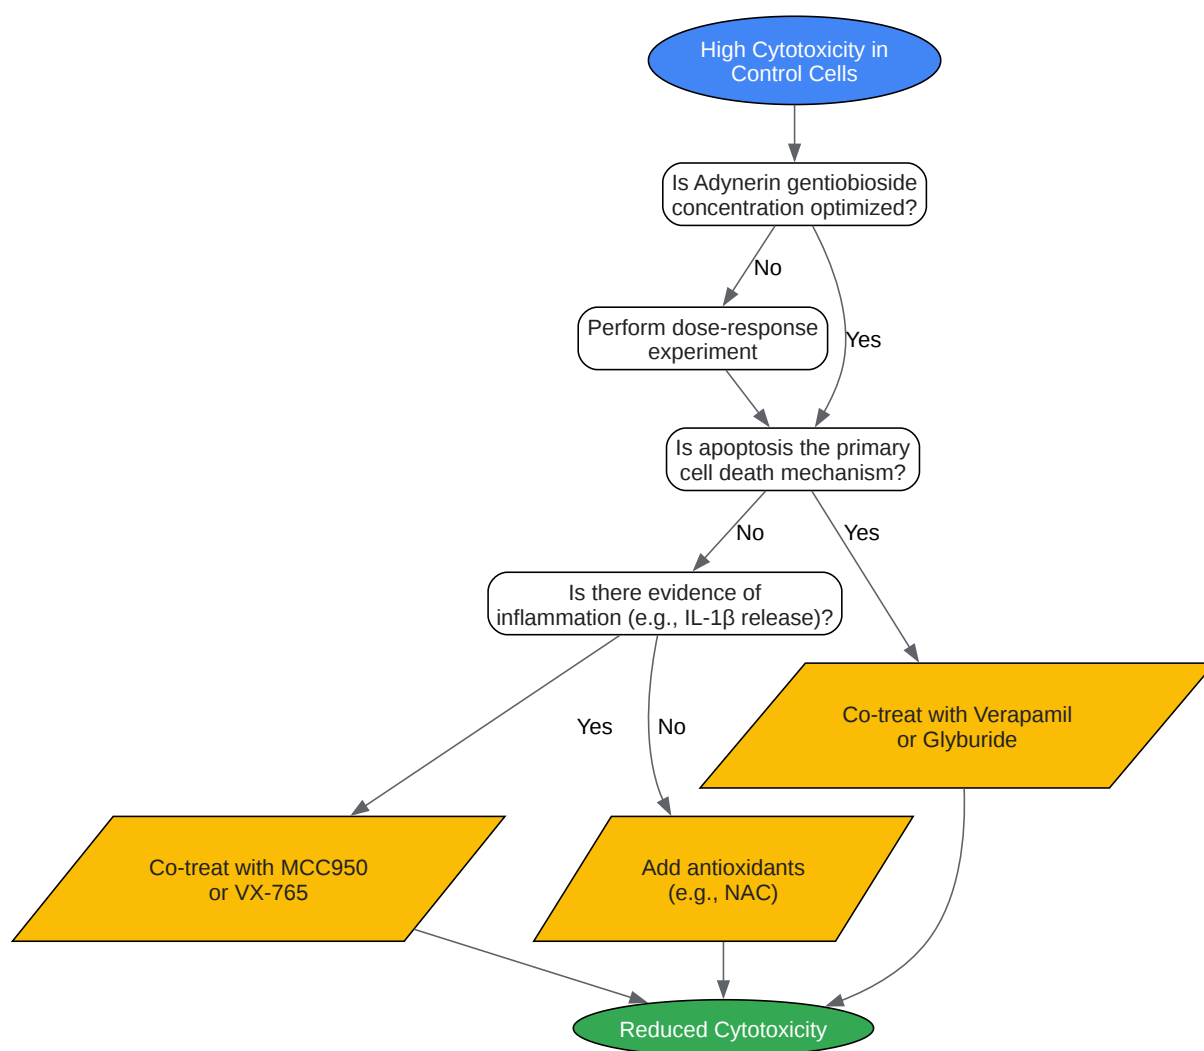 High Cytotoxicity in
Control Cells
Is Adynerin gentiobioside
concentration optimized?
No
Perform dose-response
experiment
Yes
Is apoptosis the primary
cell death mechanism?
No
Yes
Is there evidence of
inflammation (e.g., IL-1β release)?
Co-treat with Verapamil
or Glyburide
Yes
No
Co-treat with MCC950
or VX-765
Add antioxidants
(e.g., NAC)
Reduced Cytotoxicity